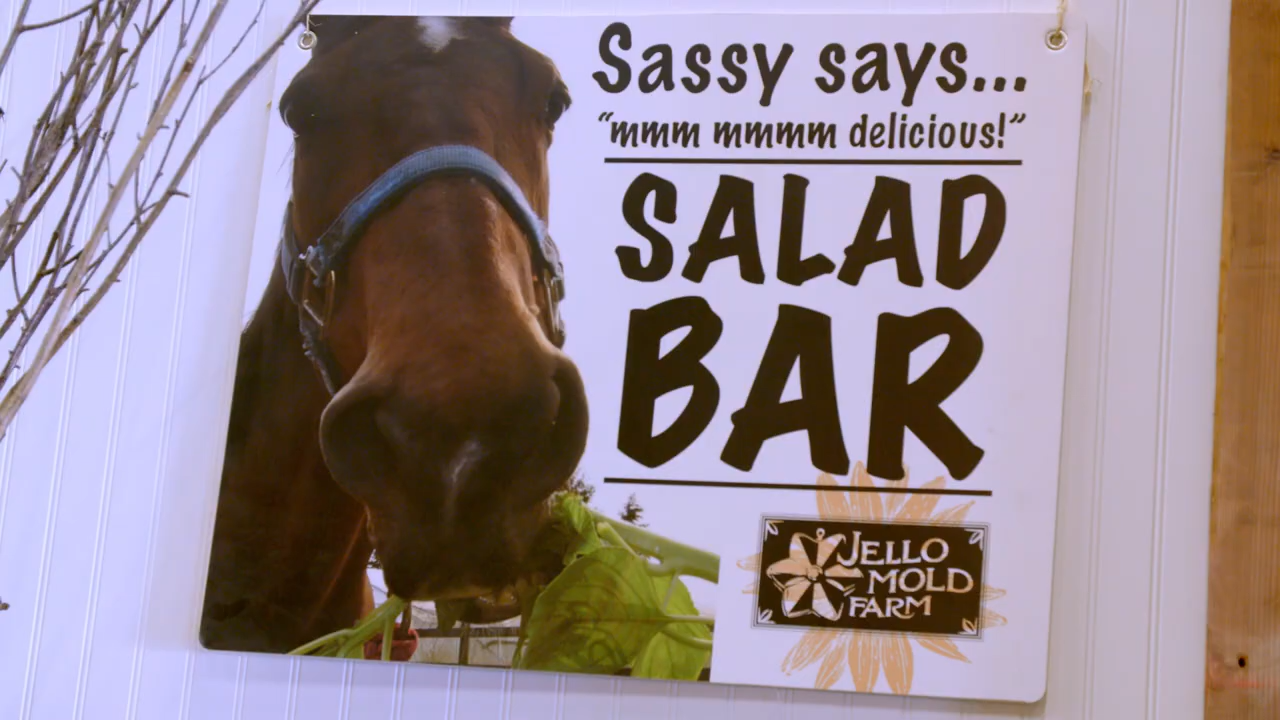 Sassy says...
“mmm mmmm delicious!”
SALAD
BAR
JELLO
MOLD
FARM